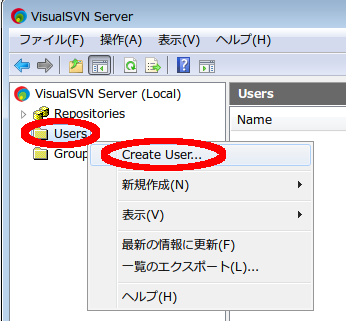 VisualSVN Server
ファイル(F) 操作(A) 表示(V) ヘルプ(H)
VisualSVN Server (Local)
Repositories
Users
Group
Users
Name
Create User...
新規作成(N)
表示(V)
最新の情報に更新(F)
一覧のエクスポート(L)...
ヘルプ(H)